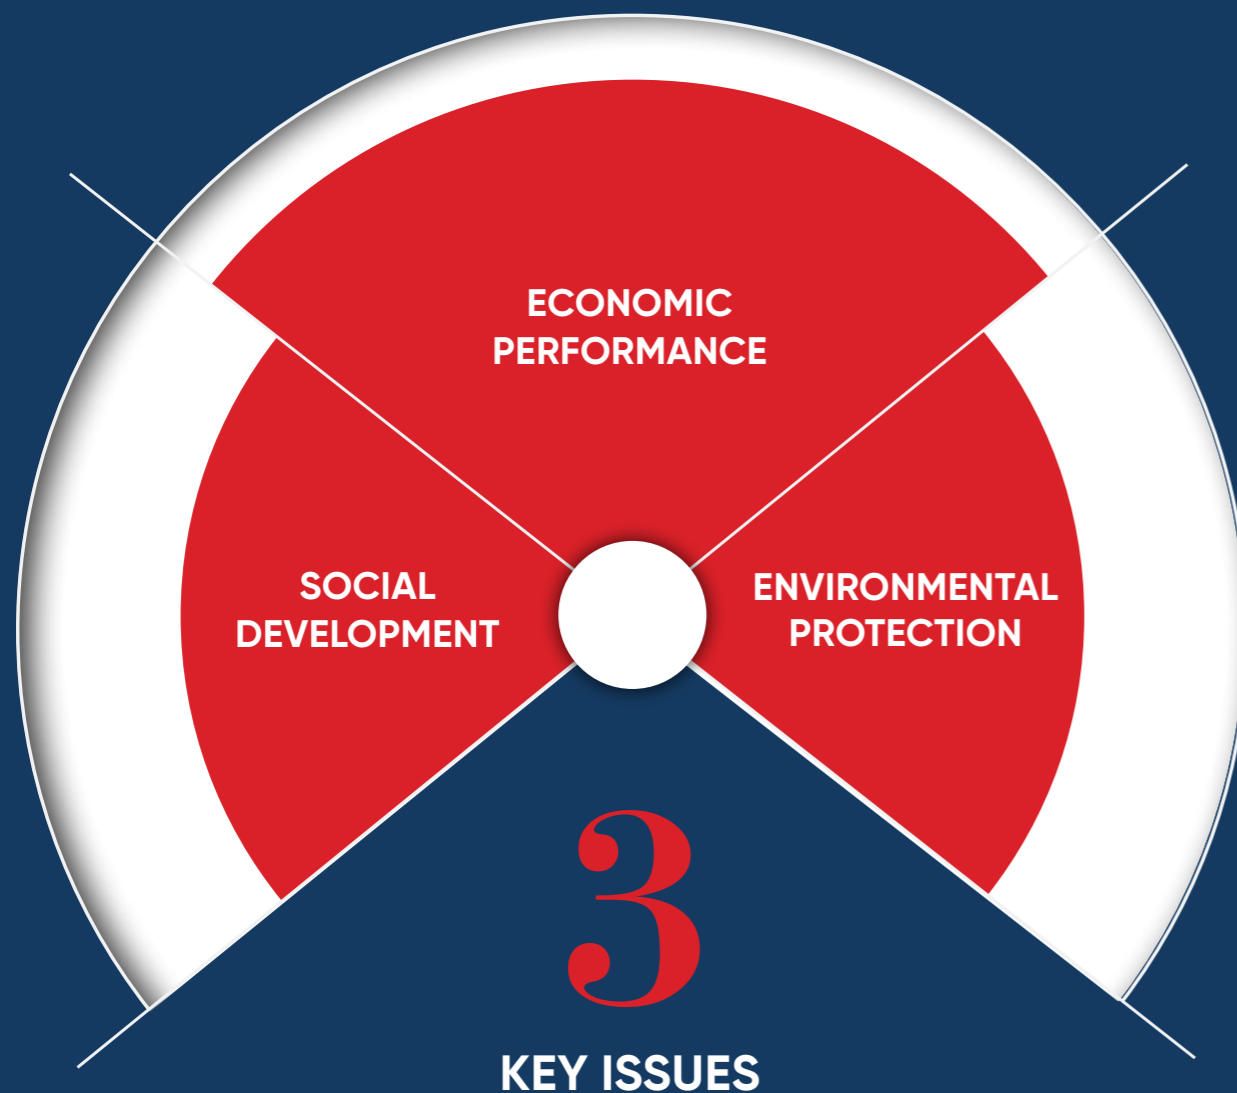 ECONOMIC
PERFORMANCE
SOCIAL
DEVELOPMENT
ENVIRONMENTAL
PROTECTION
3
KEY ISSUES